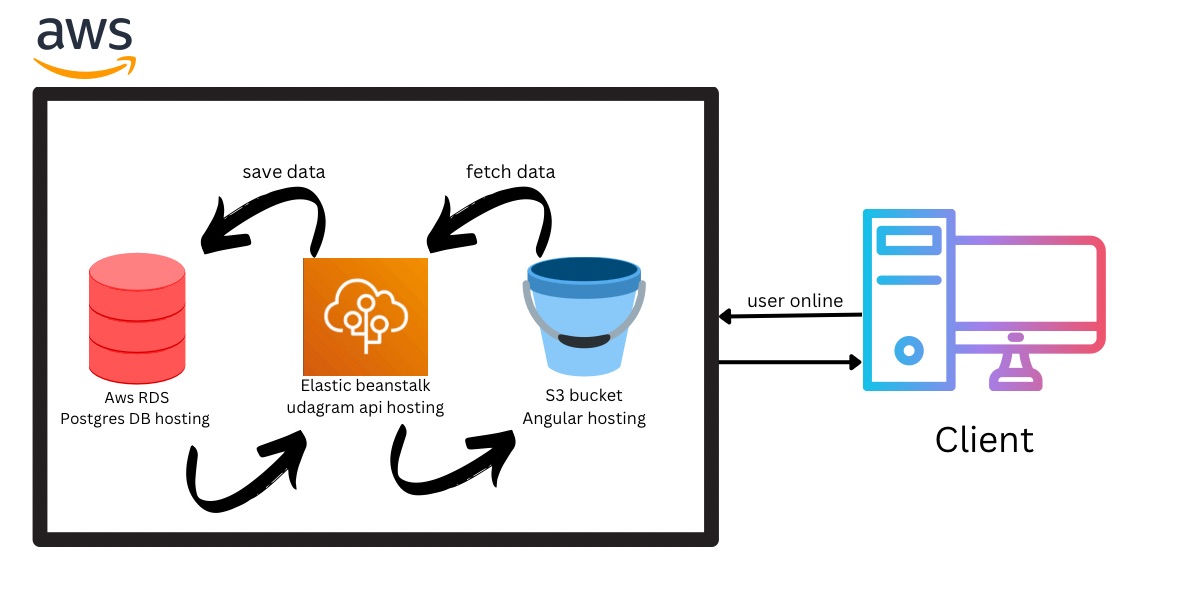 aws
save data
fetch data
user online
Aws RDS
Postgres DB hosting
Elastic beanstalk
udagram api hosting
S3 bucket
Angular hosting
Client